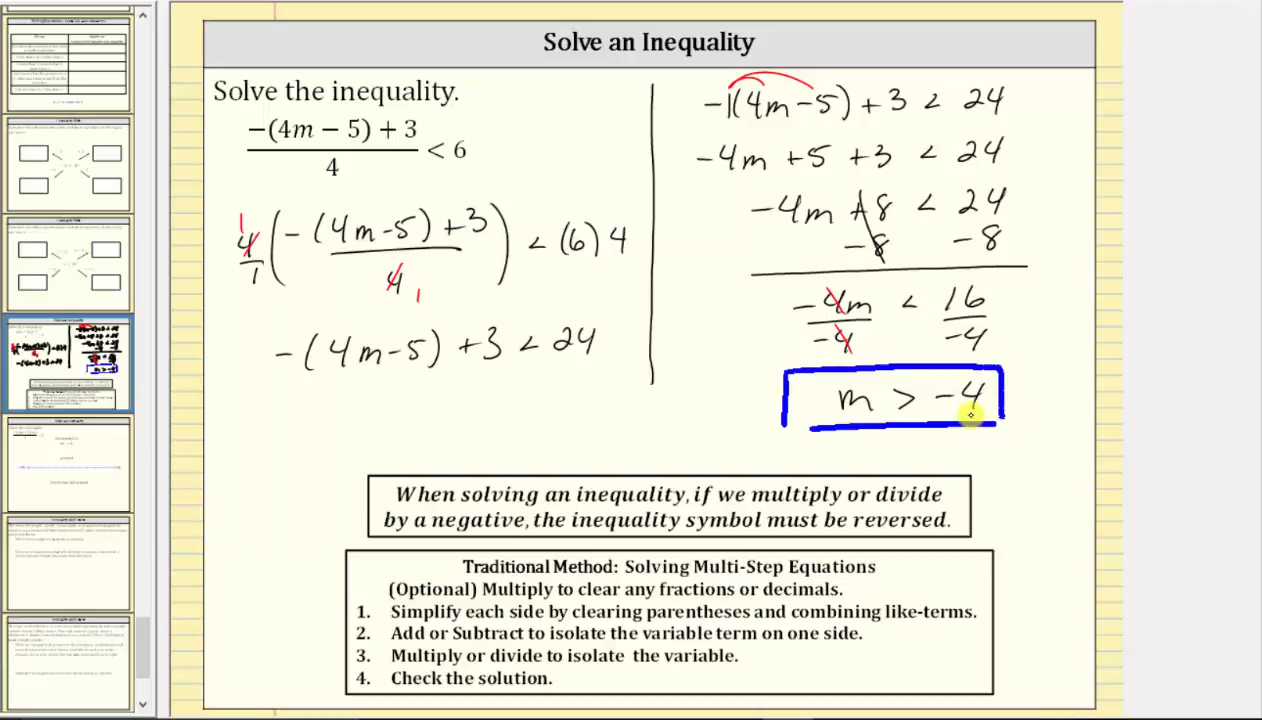 Solve an Inequality
Solve the inequality.
−(4m − 5) + 3
4
< 6
1
4/1 ( −(4m−5)+3 / 4 ) < (6) 4
1
−(4m−5) +3 < 24
−1(4m−5) + 3 < 24
−4m +5 +3 < 24
−4m +8 < 24
−8 −8
−4m < 16
−4 −4
m > −4
When solving an inequality, if we multiply or divide
by a negative, the inequality symbol must be reversed.
Traditional Method: Solving Multi-Step Equations
(Optional) Multiply to clear any fractions or decimals.
1. Simplify each side by clearing parentheses and combining like-terms.
2. Add or Subtract to isolate the variable term on one side.
3. Multiply or divide to isolate the variable.
4. Check the solution.